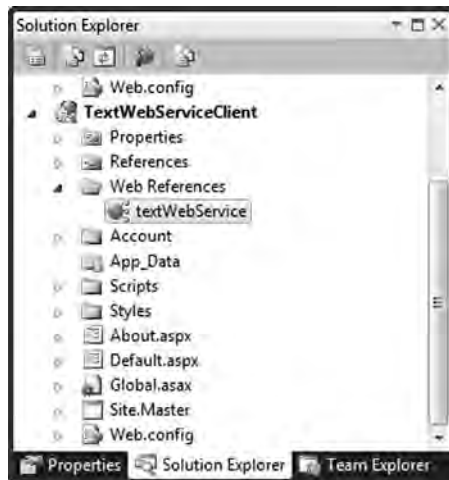 Solution Explorer
Web.config
TextWebServiceClient
Properties
References
Web References
textWebService
Account
App_Data
Scripts
Styles
About.aspx
Default.aspx
Global.asax
Site.Master
Web.config
Properties Solution Explorer Team Explorer